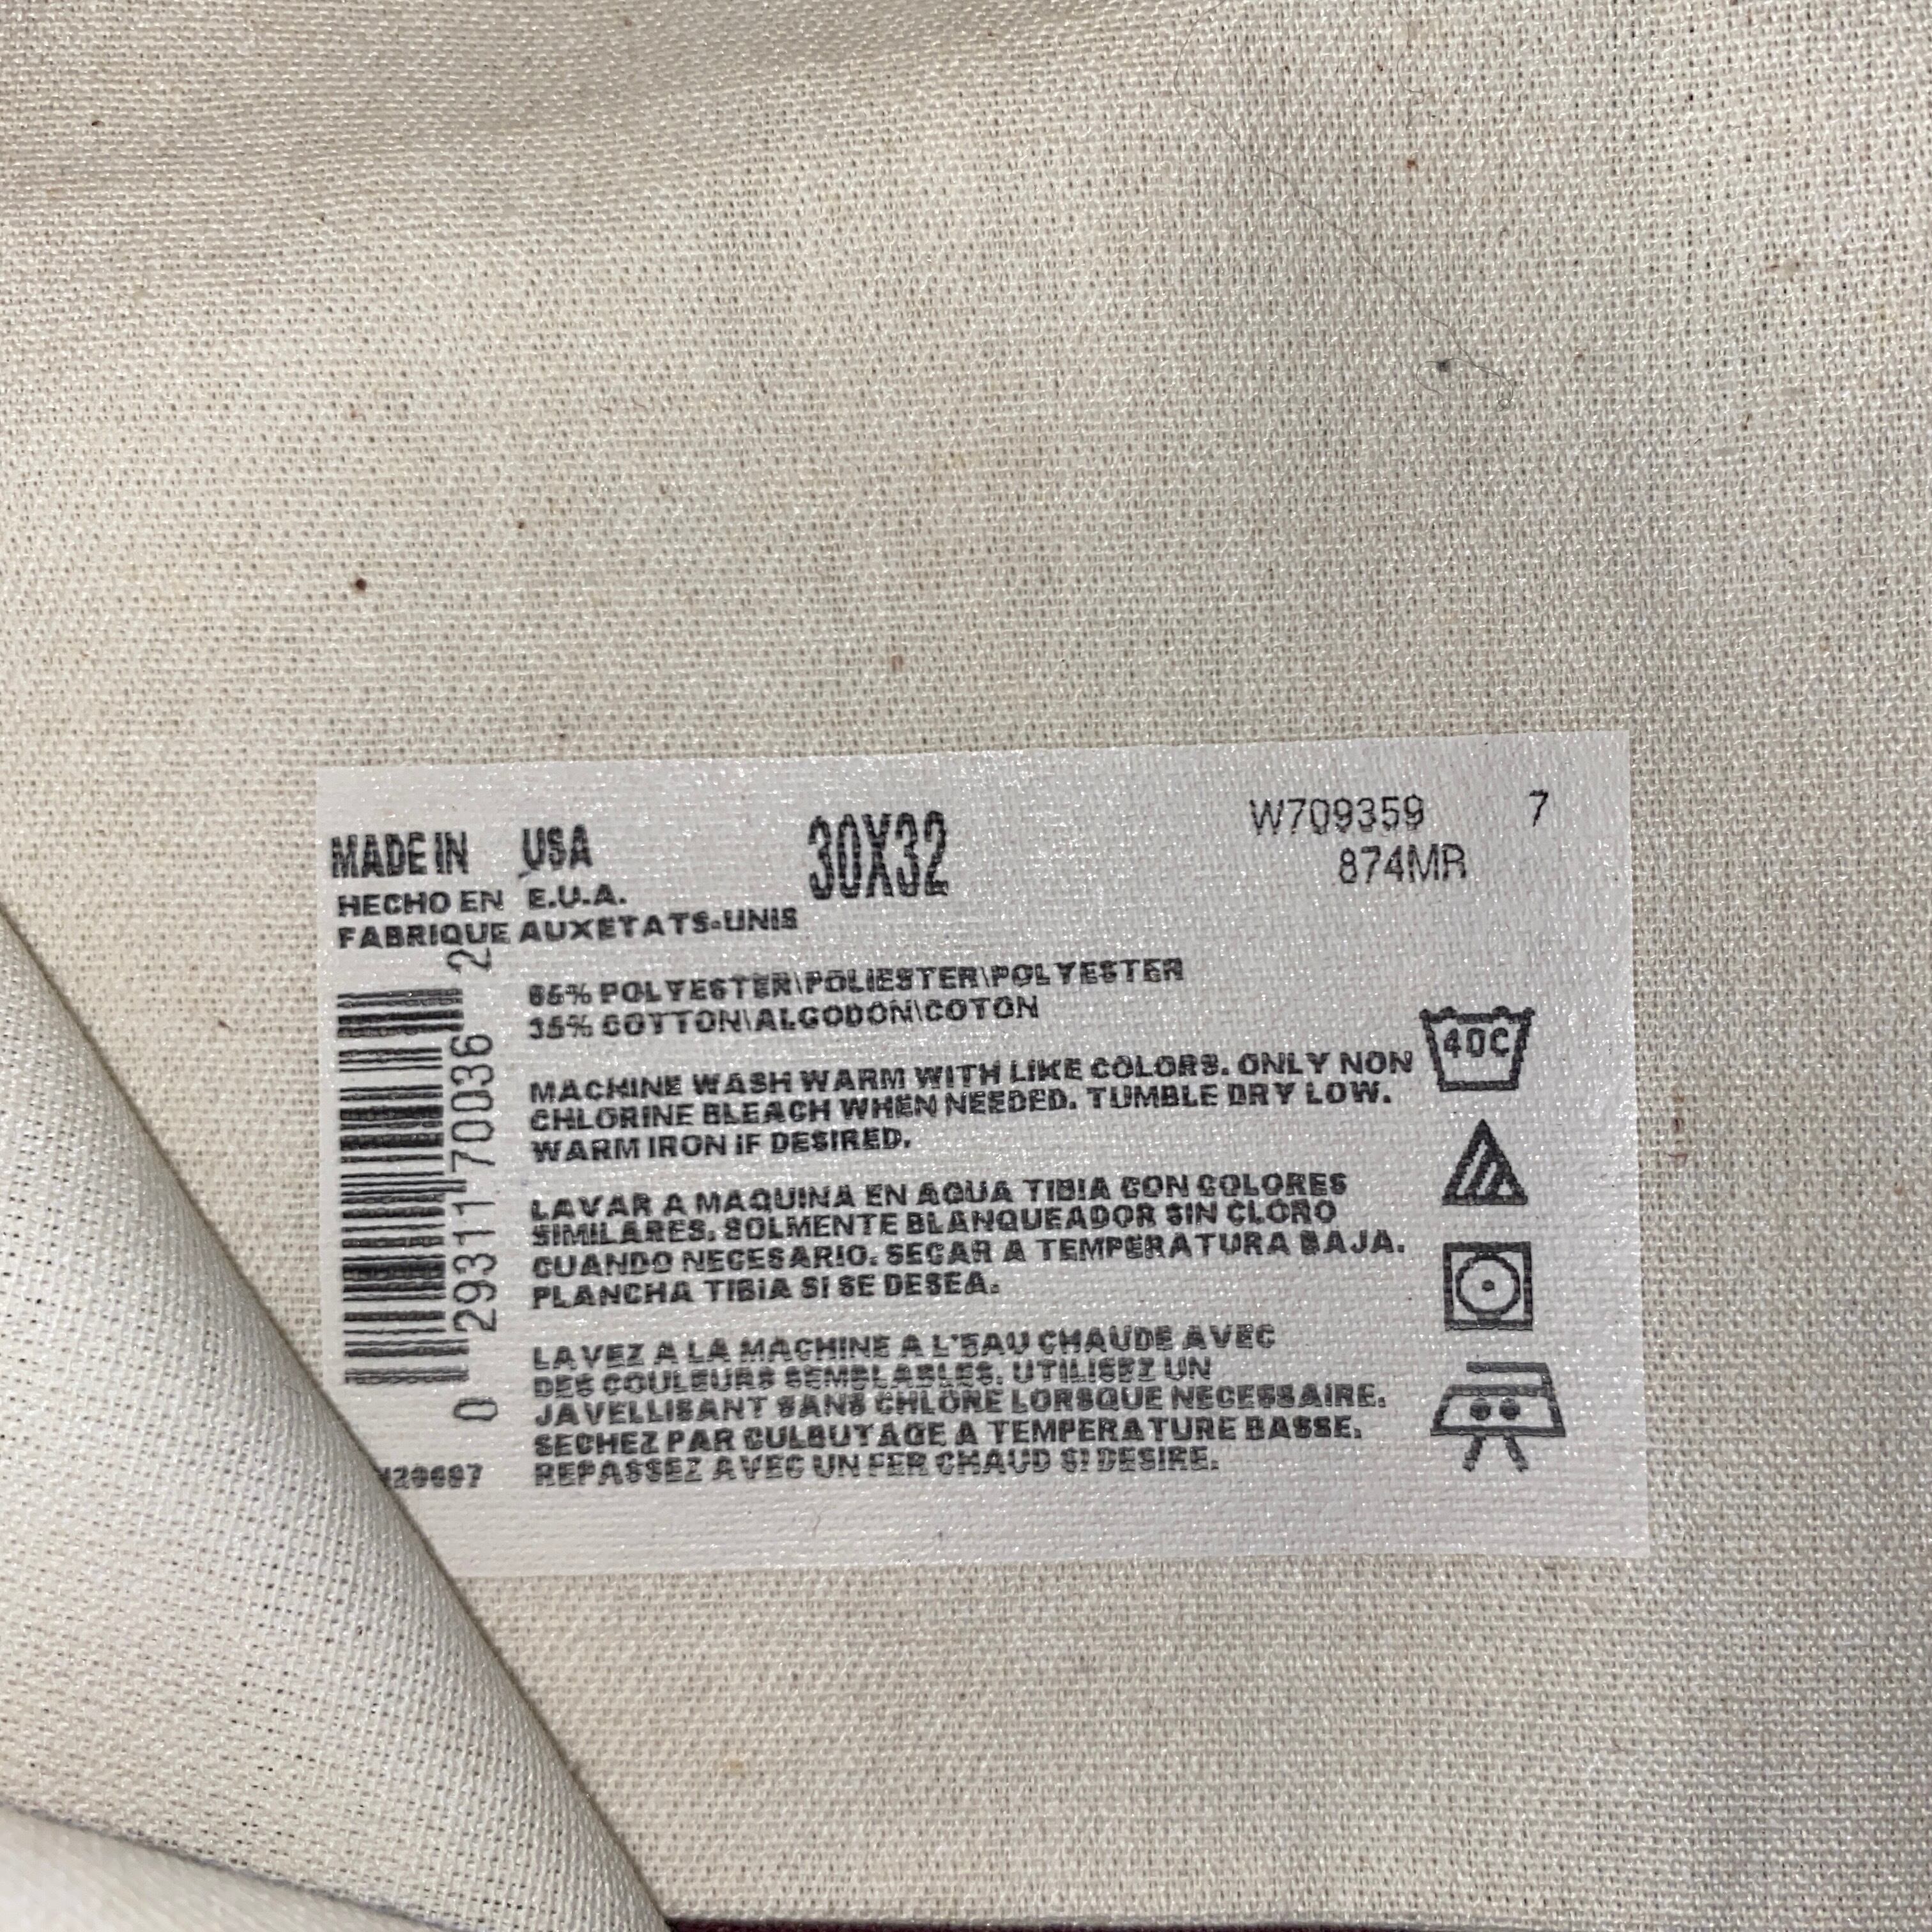 MADE IN USA 30X32 W709359 7
HECHO EN E.U.A. 874MR
FABRIQUE AUXETATS-UNIS
65% POLYESTER\POLIESTER\POLYESTER
35% COTTON\ALGODON\COTON
MACHINE WASH WARM WITH LIKE COLORS. ONLY NON
CHLORINE BLEACH WHEN NEEDED. TUMBLE DRY LOW.
WARM IRON IF DESIRED.
40C
LAVAR A MAQUINA EN AGUA TIBIA CON COLORES
SIMILARES. SOLMENTE BLANQUEADOR SIN CLORO
CUANDO NECESARIO. SECAR A TEMPERATURA BAJA.
PLANCHA TIBIA SI SE DESEA.
LAVEZ A LA MACHINE A L'EAU CHAUDE AVEC
DES COULEURS SEMBLABLES. UTILISEZ UN
JAVELLISANT SANS CHLORE LORSQUE NECESSAIRE.
SECHEZ PAR CULBUTAGE A TEMPERATURE BASSE.
REPASSEZ AVEC UN FER CHAUD SI DESIRE.
0 29311 70036 2